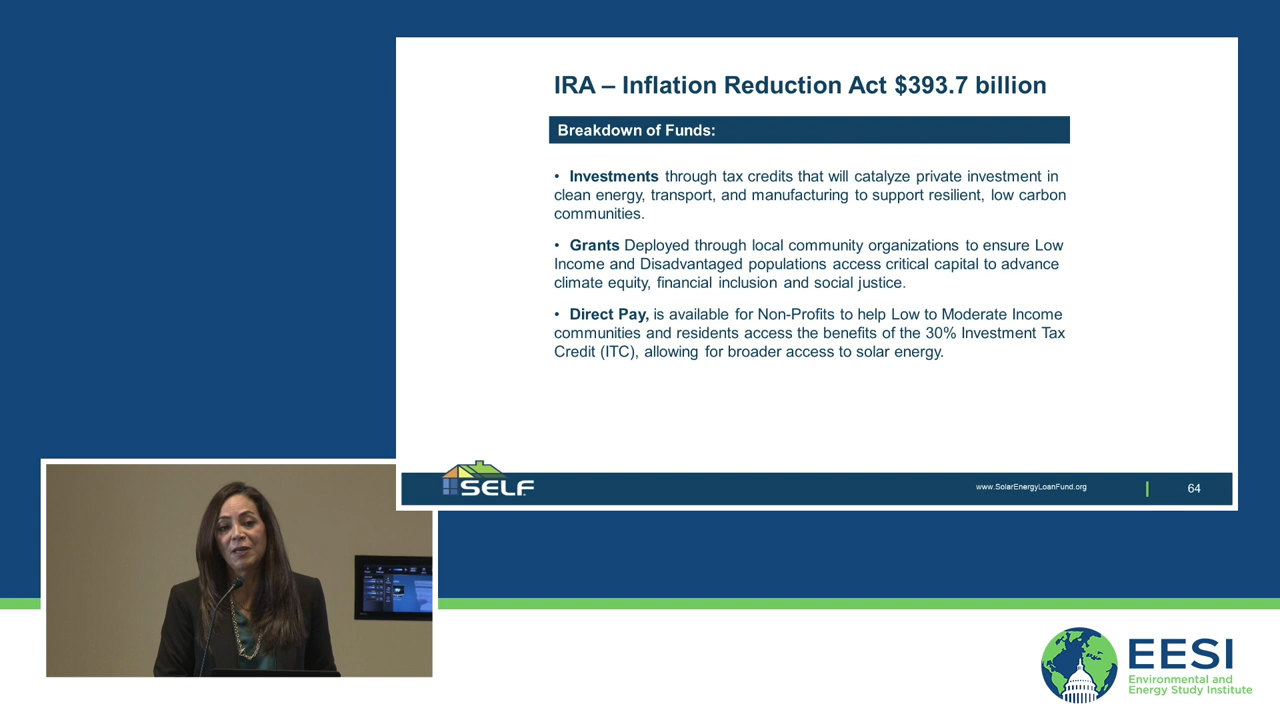 IRA – Inflation Reduction Act $393.7 billion
Breakdown of Funds:
• Investments through tax credits that will catalyze private investment in
clean energy, transport, and manufacturing to support resilient, low carbon
communities.
• Grants Deployed through local community organizations to ensure Low
Income and Disadvantaged populations access critical capital to advance
climate equity, financial inclusion and social justice.
• Direct Pay, is available for Non-Profits to help Low to Moderate Income
communities and residents access the benefits of the 30% Investment Tax
Credit (ITC), allowing for broader access to solar energy.
SELF
www.SolarEnergyLoanFund.org
64
EESI
Environmental and
Energy Study Institute